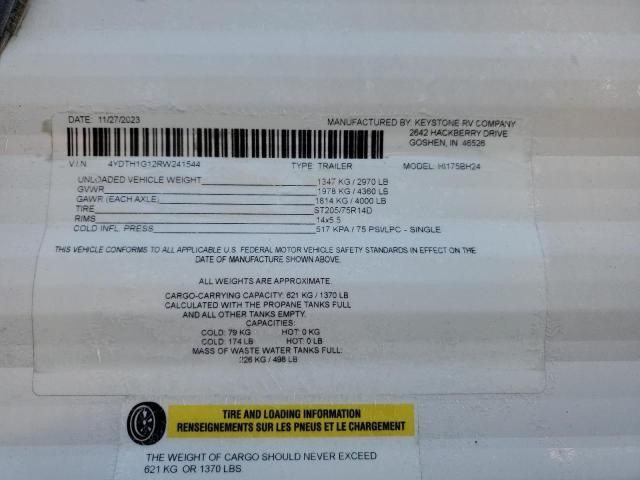 DATE: 11/27/2023
MANUFACTURED BY: KEYSTONE RV COMPANY
2642 HACKBERRY DRIVE
GOSHEN, IN 46526
V.I.N 4YDTH1G12RW241544 TYPE: TRAILER MODEL: HI175BH24
UNLOADED VEHICLE WEIGHT 1347 KG / 2970 LB
GVWR 1978 KG / 4360 LB
GAWR (EACH AXLE) 1814 KG / 4000 LB
TIRE ST205/75R14D
RIMS 14x5.5
COLD INFL. PRESS 517 KPA / 75 PSI/LPC - SINGLE
THIS VEHICLE CONFORMS TO ALL APPLICABLE U.S. FEDERAL MOTOR VEHICLE SAFETY STANDARDS IN EFFECT ON THE
DATE OF MANUFACTURE SHOWN ABOVE.
ALL WEIGHTS ARE APPROXIMATE
CARGO-CARRYING CAPACITY: 621 KG / 1370 LB
CALCULATED WITH THE PROPANE TANKS FULL
AND ALL OTHER TANKS EMPTY.
CAPACITIES:
COLD: 79 KG HOT: 0 KG
COLD: 174 LB HOT: 0 LB
MASS OF WASTE WATER TANKS FULL:
226 KG / 498 LB
TIRE AND LOADING INFORMATION
RENSEIGNEMENTS SUR LES PNEUS ET LE CHARGEMENT
THE WEIGHT OF CARGO SHOULD NEVER EXCEED
621 KG OR 1370 LBS